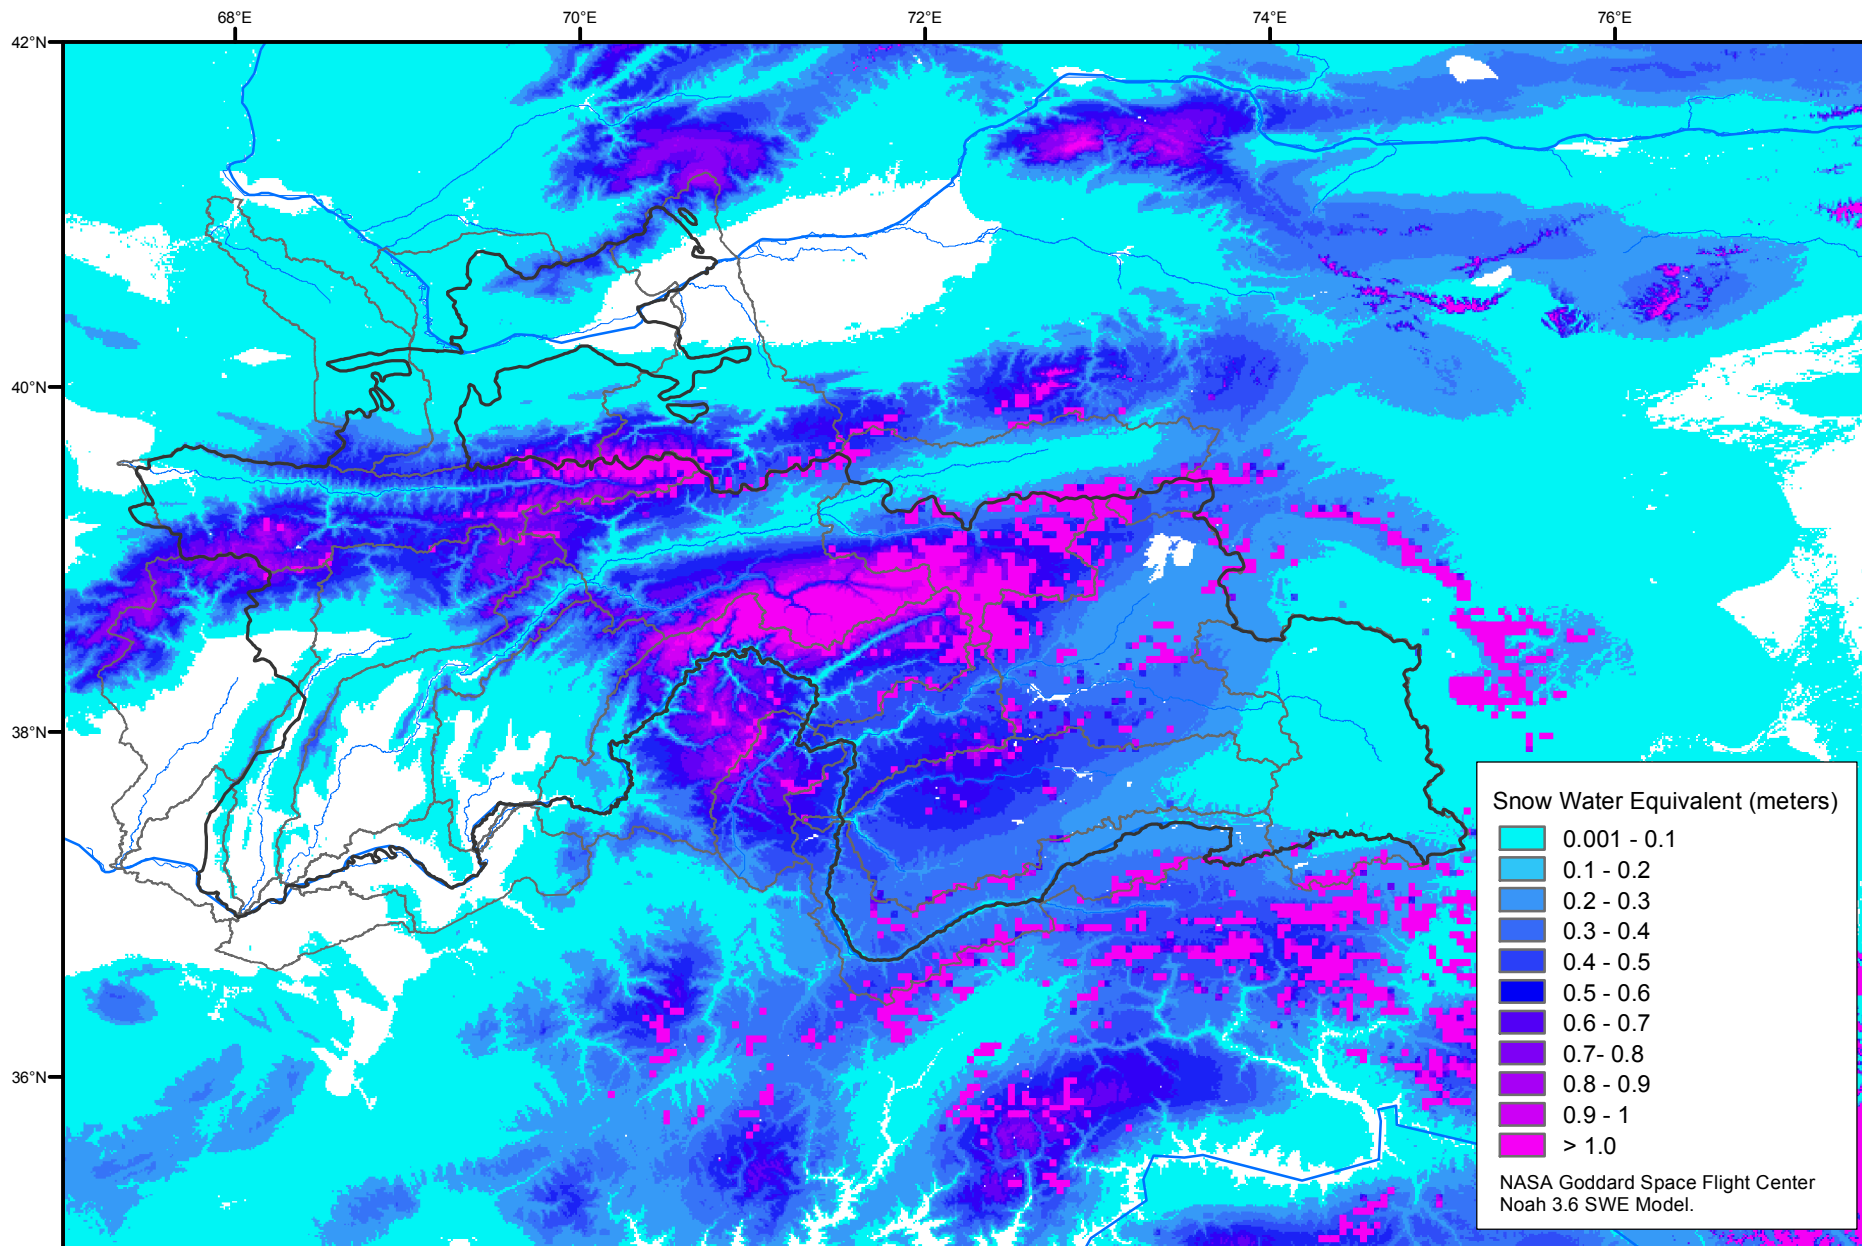 68°E
70°E
72°E
74°E
76°E
42°N
40°N
38°N
36°N
Snow Water Equivalent (meters)
0.001 - 0.1
0.1 - 0.2
0.2 - 0.3
0.3 - 0.4
0.4 - 0.5
0.5 - 0.6
0.6 - 0.7
0.7- 0.8
0.8 - 0.9
0.9 - 1
> 1.0
NASA Goddard Space Flight Center
Noah 3.6 SWE Model.